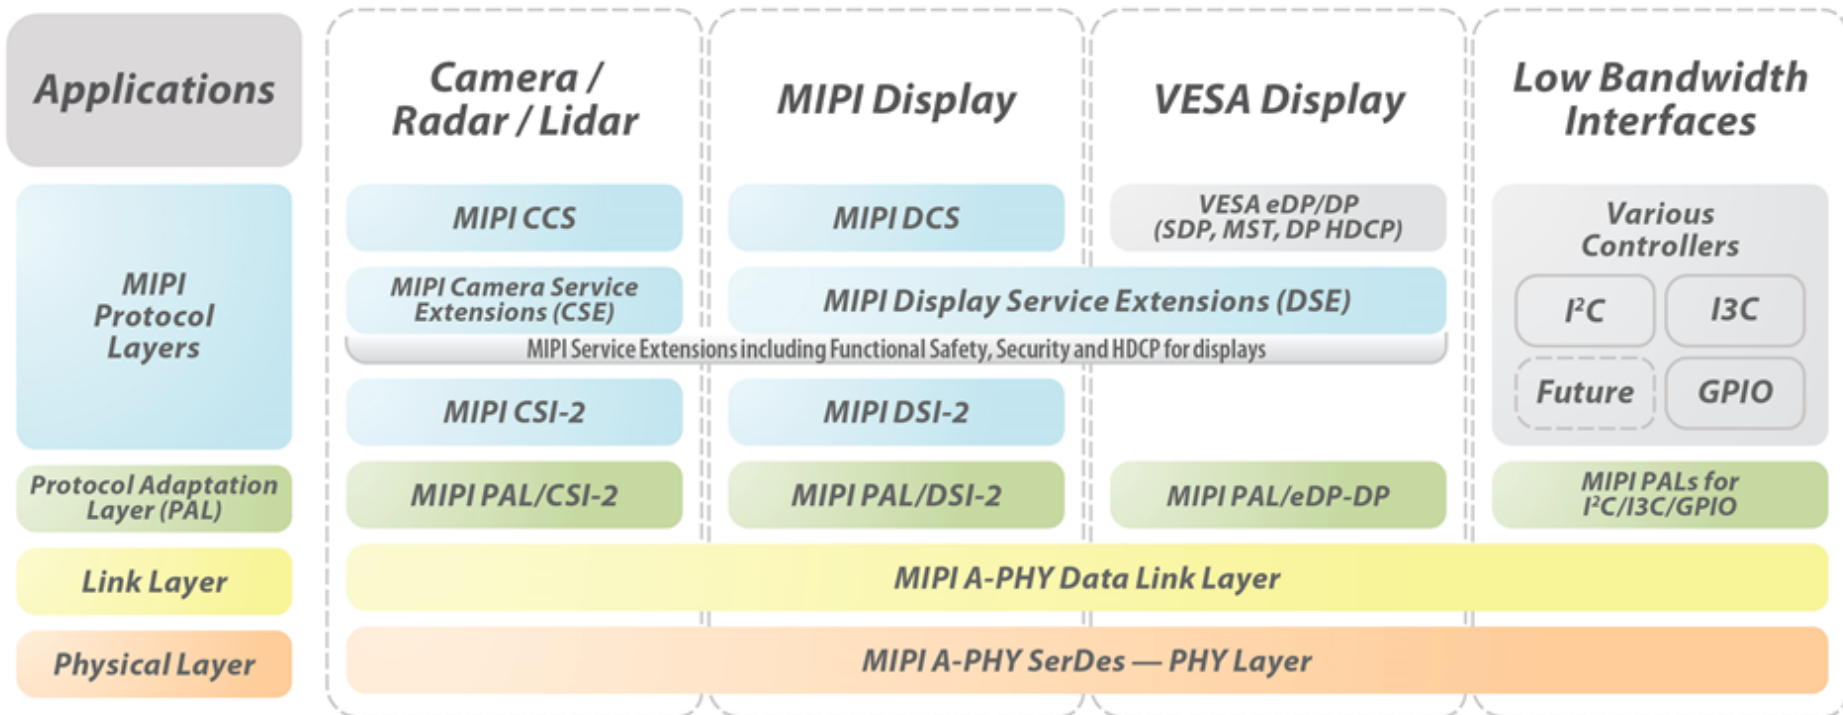 Applications
Camera /
Radar / Lidar
MIPI Display
VESA Display
Low Bandwidth
Interfaces
MIPI
Protocol
Layers
MIPI CCS
MIPI DCS
VESA eDP/DP
(SDP, MST, DP HDCP)
Various
Controllers
MIPI Camera Service
Extensions (CSE)
MIPI Display Service Extensions (DSE)
I²C
I3C
MIPI Service Extensions including Functional Safety, Security and HDCP for displays
MIPI CSI-2
MIPI DSI-2
Future
GPIO
Protocol Adaptation
Layer (PAL)
MIPI PAL/CSI-2
MIPI PAL/DSI-2
MIPI PAL/eDP-DP
MIPI PALs for
I²C/I3C/GPIO
Link Layer
MIPI A-PHY Data Link Layer
Physical Layer
MIPI A-PHY SerDes — PHY Layer